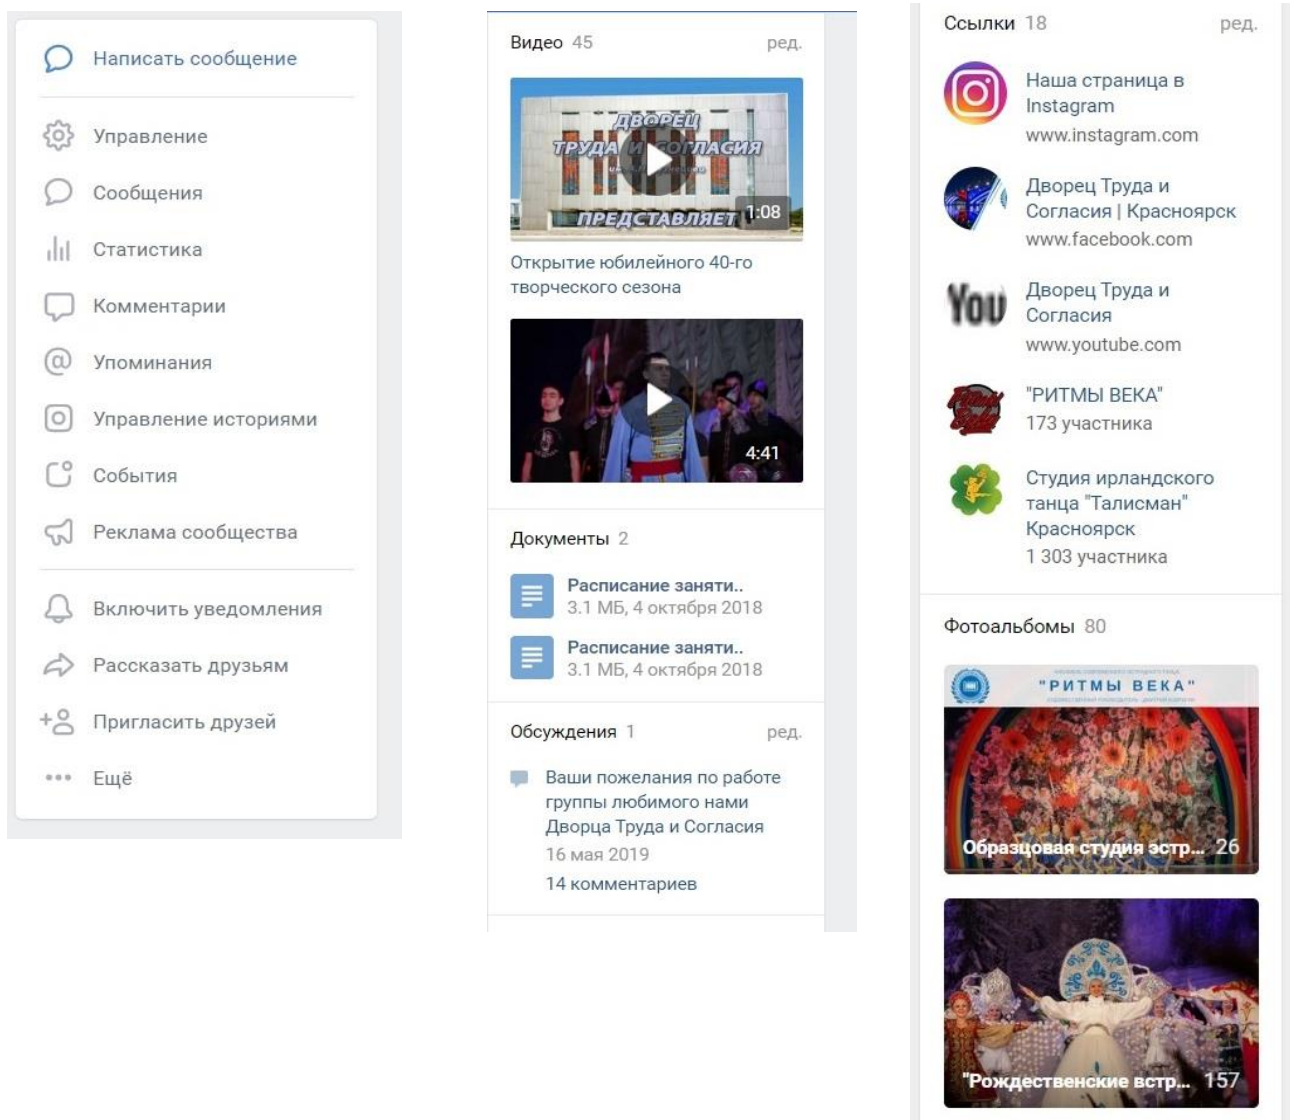 Написать сообщение
Управление
Сообщения
Статистика
Комментарии
Упоминания
Управление историями
События
Реклама сообщества
Включить уведомления
Рассказать друзьям
Пригласить друзей
Ещё
Видео 45 ред.
ДВОРЕЦ
ТРУДА И СОГЛАСИЯ
ПРЕДСТАВЛЯЕТ
1:08
Открытие юбилейного 40-го
творческого сезона
4:41
Документы 2
Расписание заняти..
3.1 МБ, 4 октября 2018
Расписание заняти..
3.1 МБ, 4 октября 2018
Обсуждения 1 ред.
Ваши пожелания по работе
группы любимого нами
Дворца Труда и Согласия
16 мая 2019
14 комментариев
Ссылки 18 ред.
Наша страница в
Instagram
www.instagram.com
Дворец Труда и
Согласия | Красноярск
www.facebook.com
You
Дворец Труда и
Согласия
www.youtube.com
Ритмы
Века
"РИТМЫ ВЕКА"
173 участника
Студия ирландского
танца "Талисман"
Красноярск
1 303 участника
Фотоальбомы 80
"РИТМЫ ВЕКА"
Образцовая студия эстр... 26
"Рождественские встр... 157